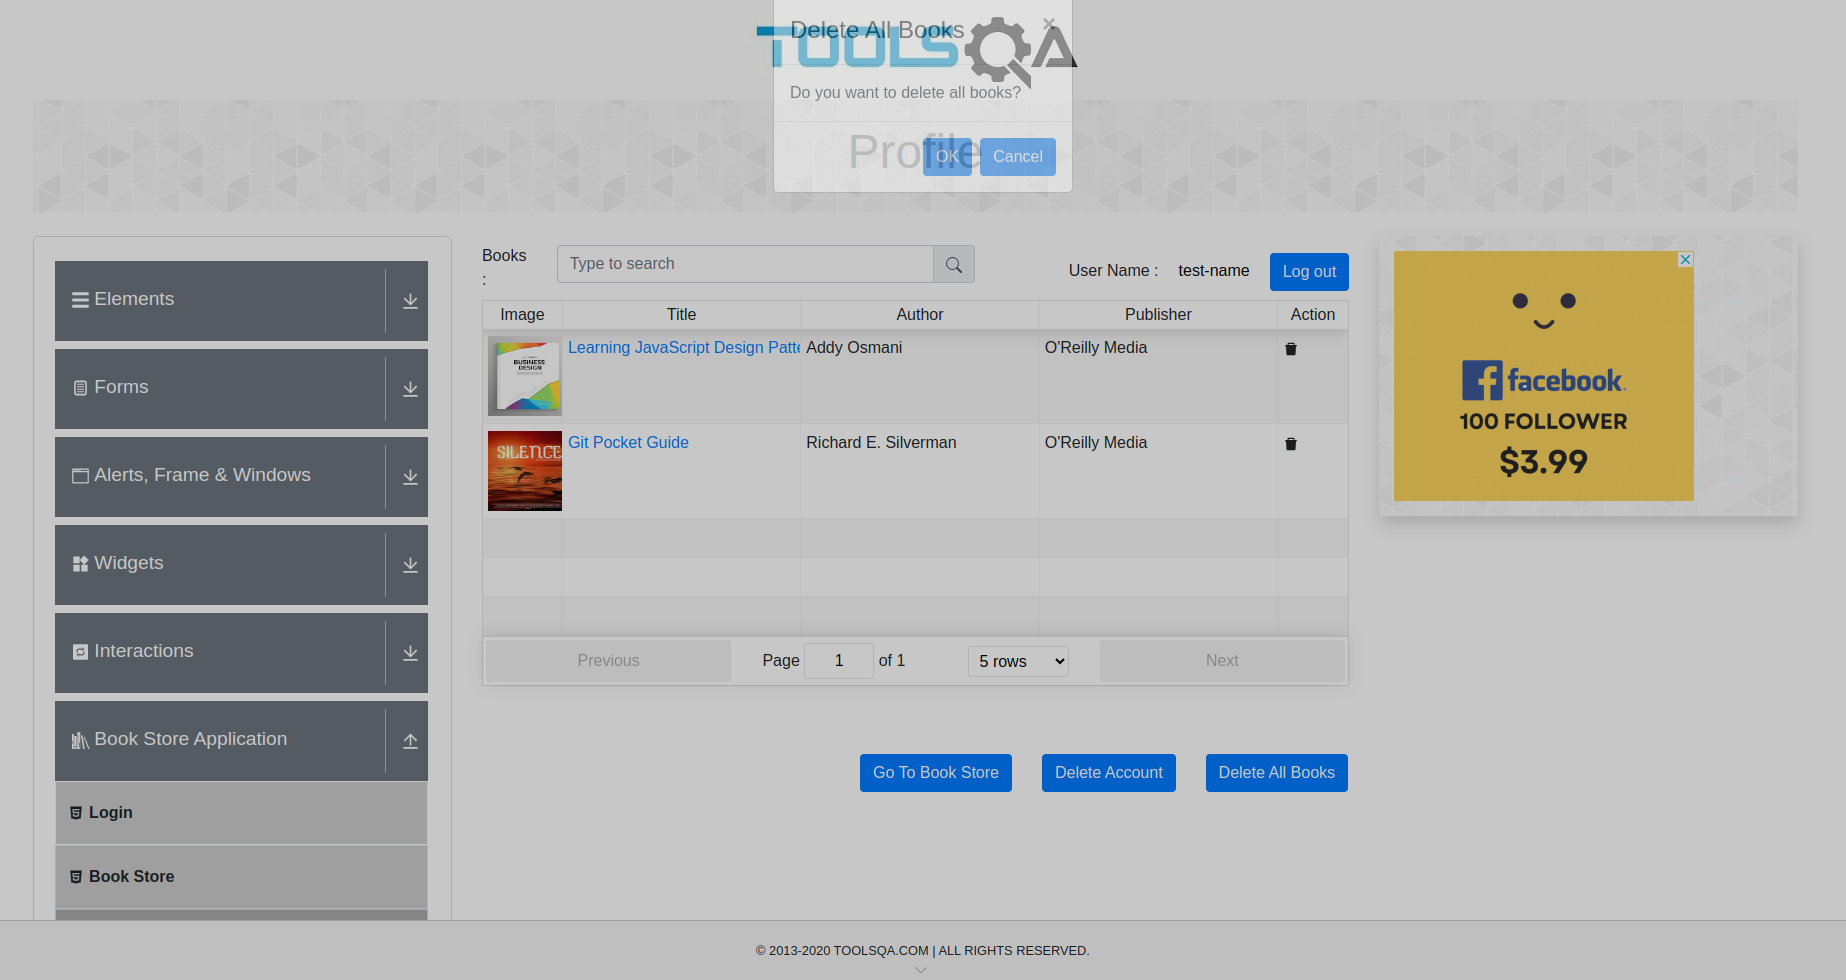 Delete All Books ×
TOOLSQA
Do you want to delete all books?
Profile
OK Cancel
Elements
Forms
Alerts, Frame & Windows
Widgets
Interactions
Book Store Application
Login
Book Store
Books
:
Type to search
User Name : test-name Log out
Image Title Author Publisher Action
BUSINESS
DESIGN
Learning JavaScript Design Patte Addy Osmani O'Reilly Media
SILENCE
Git Pocket Guide Richard E. Silverman O'Reilly Media
Previous Page 1 of 1 5 rows Next
Go To Book Store Delete Account Delete All Books
facebook.
100 FOLLOWER
$3.99
© 2013-2020 TOOLSQA.COM | ALL RIGHTS RESERVED.